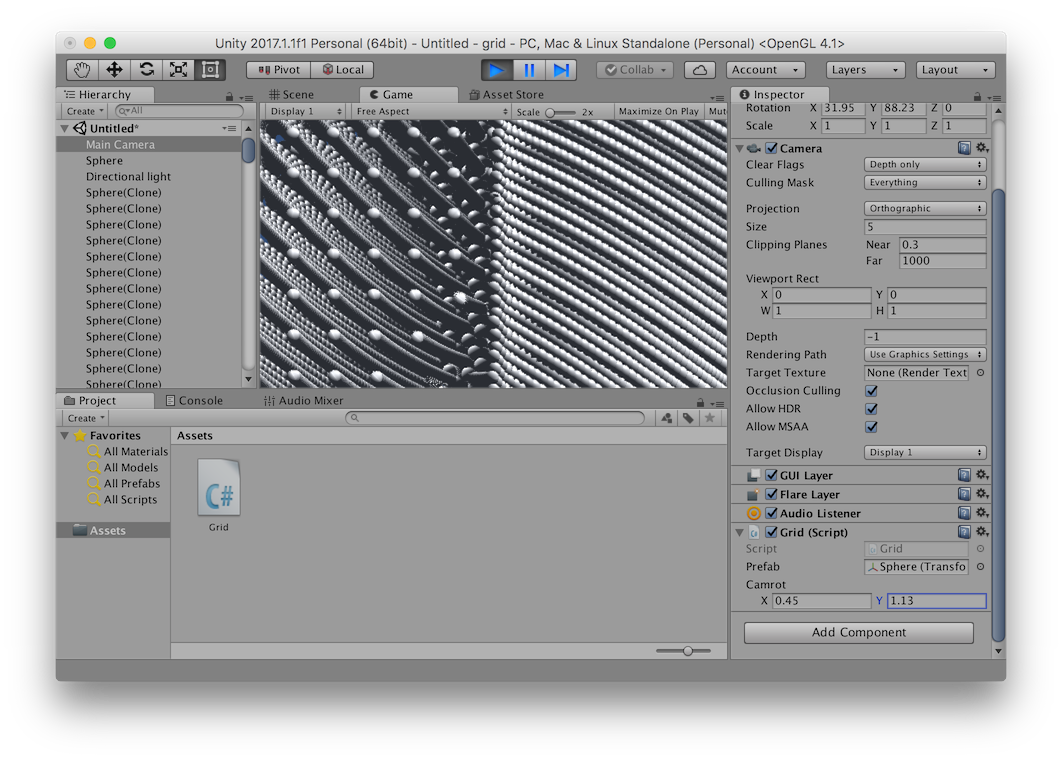 Unity 2017.1.1f1 Personal (64bit) - Untitled - grid - PC, Mac & Linux Standalone (Personal) <OpenGL 4.1>
Pivot Local Collab Account Layers Layout
Hierarchy
Create All
Untitled*
Main Camera
Sphere
Directional light
Sphere(Clone)
Sphere(Clone)
Sphere(Clone)
Sphere(Clone)
Sphere(Clone)
Sphere(Clone)
Sphere(Clone)
Sphere(Clone)
Sphere(Clone)
Sphere(Clone)
Sphere(Clone)
Sphere(Clone)
Sphere(Clone)
Scene Game Asset Store
Display 1 Free Aspect Scale 2x Maximize On Play Mut
Project Console Audio Mixer
Create
Favorites
All Materials
All Models
All Prefabs
All Scripts
Assets
Assets
C#
Grid
Inspector
Rotation X 31.95 Y 88.23 Z 0
Scale X 1 Y 1 Z 1
Camera
Clear Flags Depth only
Culling Mask Everything
Projection Orthographic
Size 5
Clipping Planes Near 0.3
Far 1000
Viewport Rect
X 0 Y 0
W 1 H 1
Depth -1
Rendering Path Use Graphics Settings
Target Texture None (Render Text
Occlusion Culling
Allow HDR
Allow MSAA
Target Display Display 1
GUI Layer
Flare Layer
Audio Listener
Grid (Script)
Script Grid
Prefab Sphere (Transfo
Camrot
X 0.45 Y 1.13
Add Component